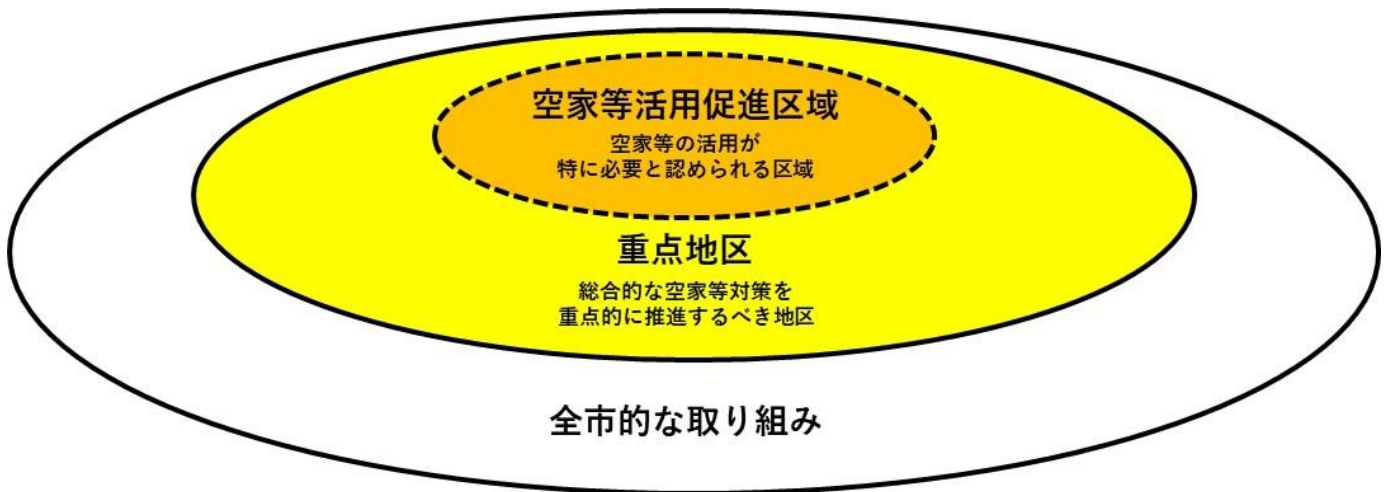 空家等活用促進区域
空家等の活用が
特に必要と認められる区域
重点地区
総合的な空家等対策を
重点的に推進するべき地区
全市的な取り組み